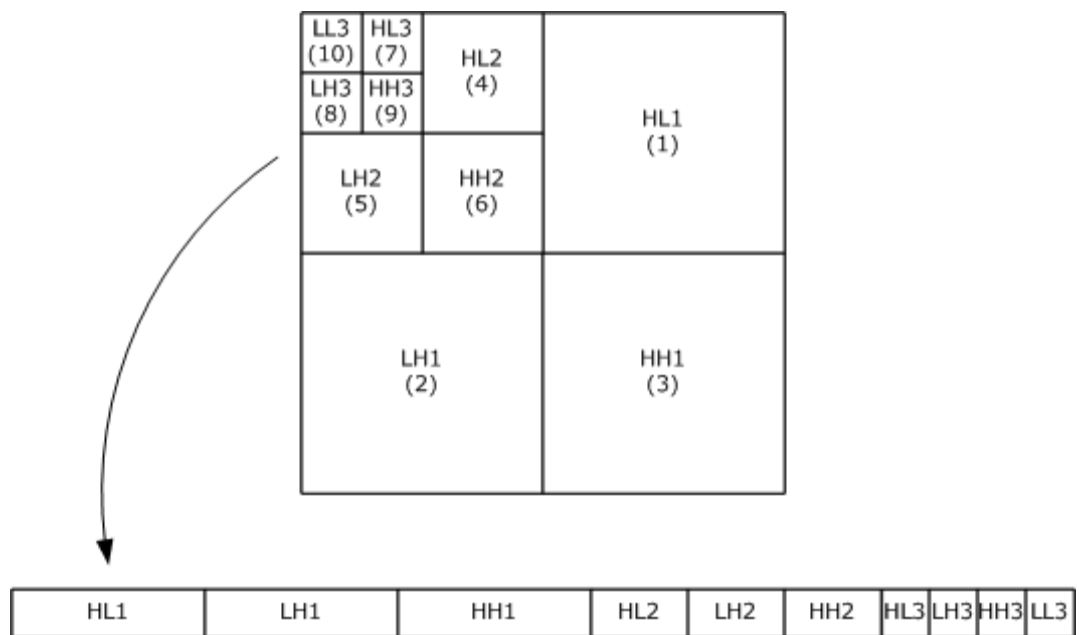 LL3
(10)
HL3
(7)
HL2
(4)
HL1
(1)
LH3
(8)
HH3
(9)
LH2
(5)
HH2
(6)
LH1
(2)
HH1
(3)
HL1 LH1 HH1 HL2 LH2 HH2 HL3 LH3 HH3 LL3